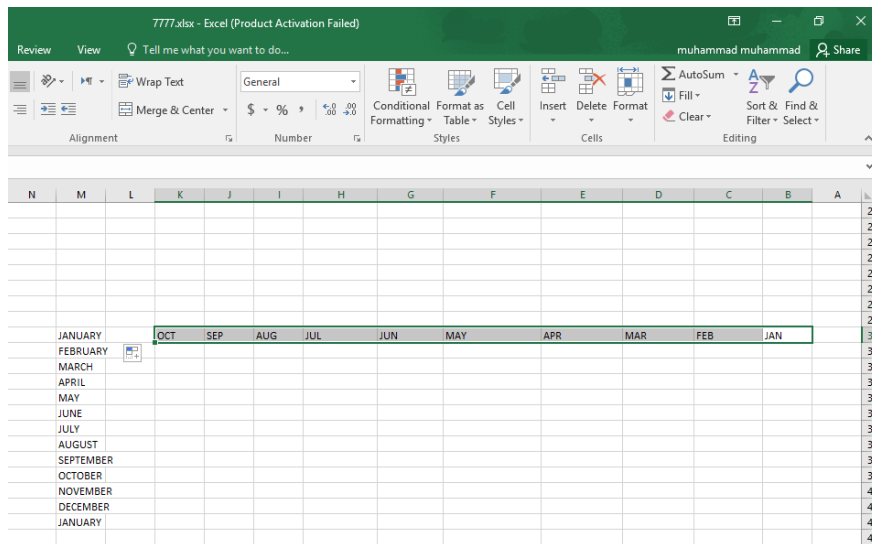 7777.xlsx - Excel (Product Activation Failed)
Review View Tell me what you want to do... muhammad muhammad Share
Wrap Text General AutoSum
Fill
Merge & Center $ % , .00 .0 Conditional Formatting Format as Table Cell Styles Insert Delete Format Clear Sort & Filter Find & Select
Alignment Number Styles Cells Editing
N M L K J I H G F E D C B A
JANUARY OCT SEP AUG JUL JUN MAY APR MAR FEB JAN
FEBRUARY
MARCH
APRIL
MAY
JUNE
JULY
AUGUST
SEPTEMBER
OCTOBER
NOVEMBER
DECEMBER
JANUARY